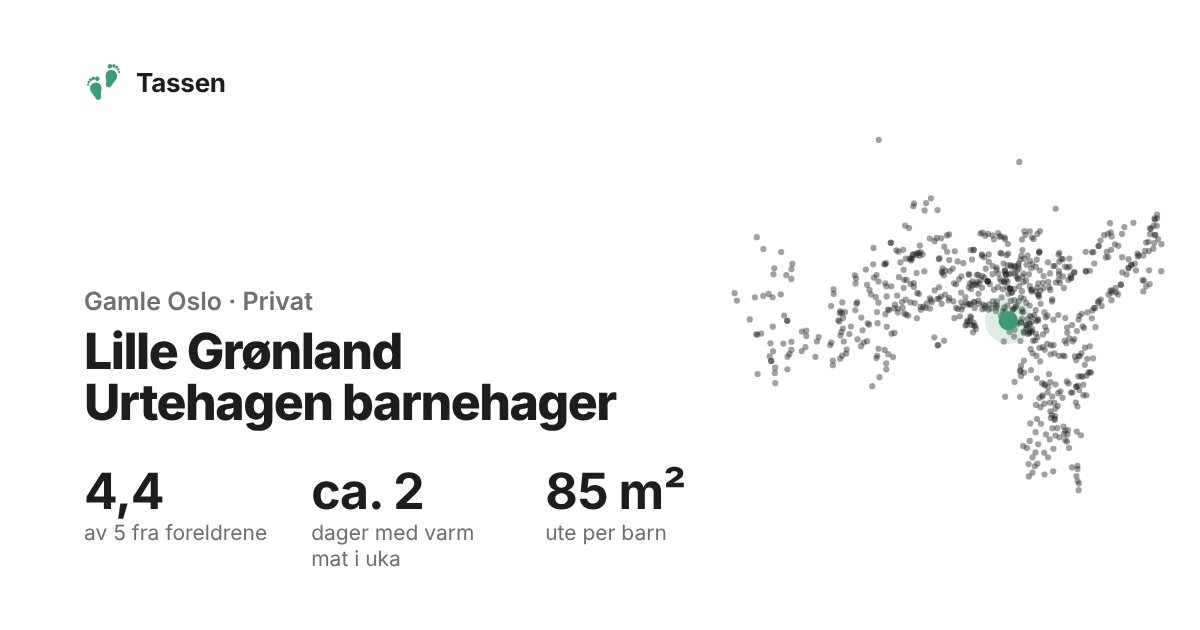 Tassen
Gamle Oslo · Privat
Lille Grønland
Urtehagen barnehager
4,4
av 5 fra foreldrene
ca. 2
dager med varm
mat i uka
85 m²
ute per barn